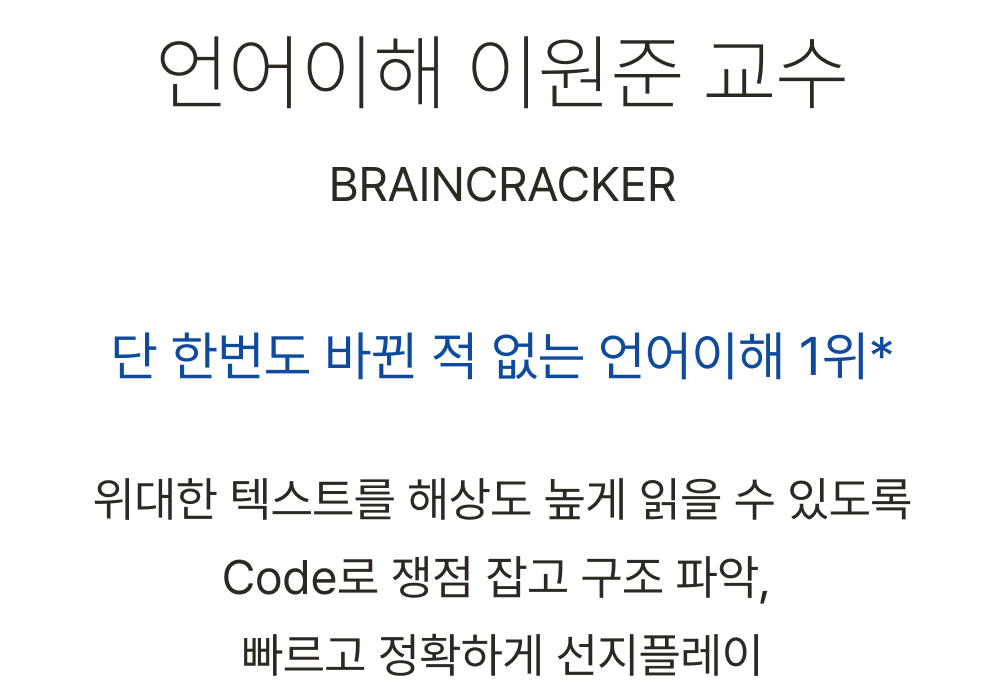 언어이해 이원준 교수
BRAINCRACKER
단 한번도 바뀐 적 없는 언어이해 1위*
위대한 텍스트를 해상도 높게 읽을 수 있도록
Code로 쟁점 잡고 구조 파악,
빠르고 정확하게 선지플레이